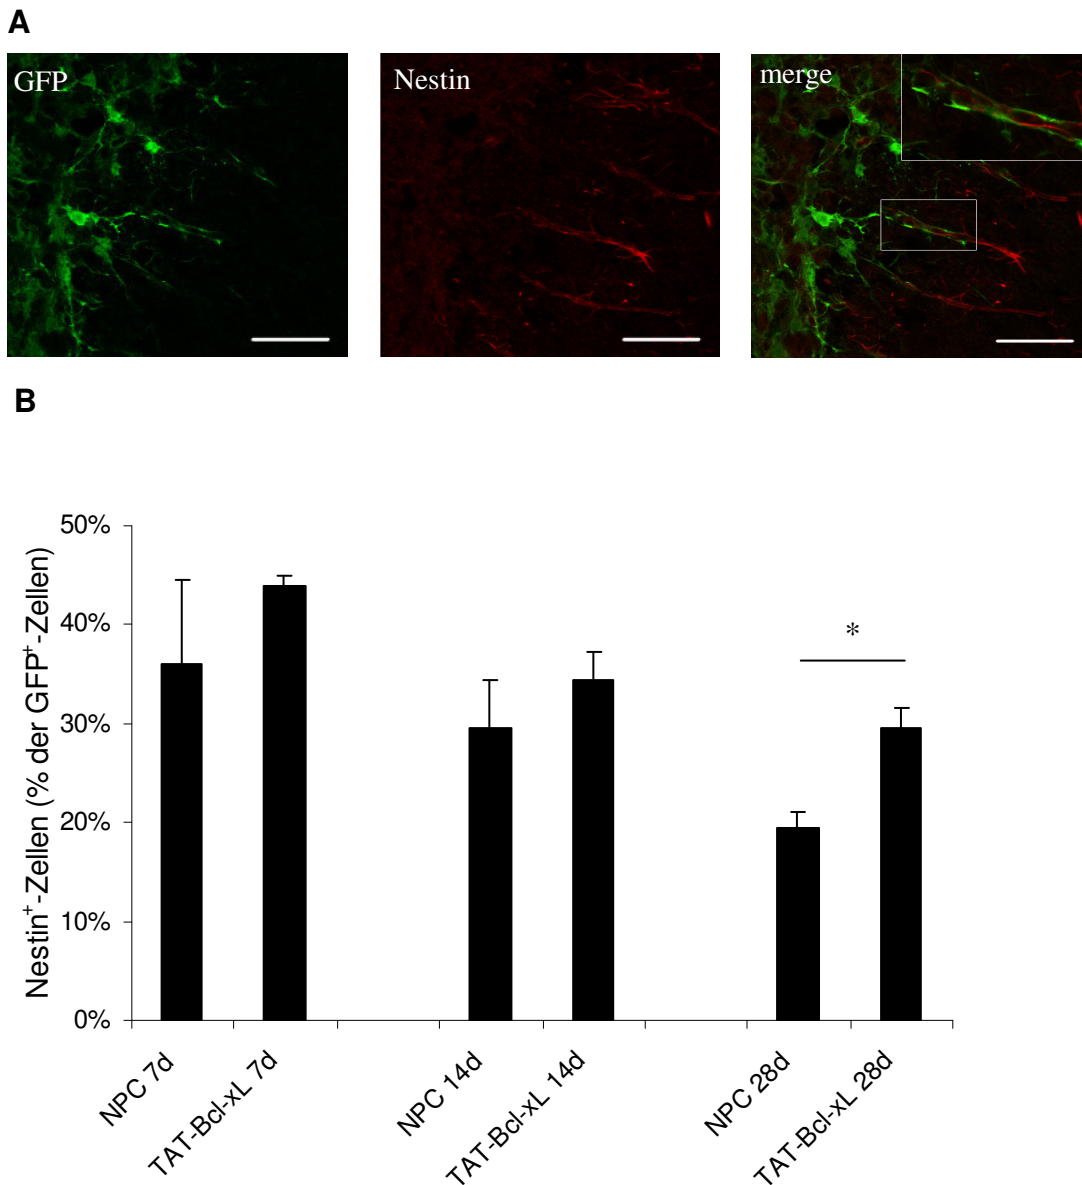 A
GFP
Nestin
merge
B
Nestin⁺-Zellen (% der GFP⁺-Zellen)
50%
40%
30%
20%
10%
0%
*
NPC 7d
TAT-Bcl-xL 7d
NPC 14d
TAT-Bcl-xL 14d
NPC 28d
TAT-Bcl-xL 28d